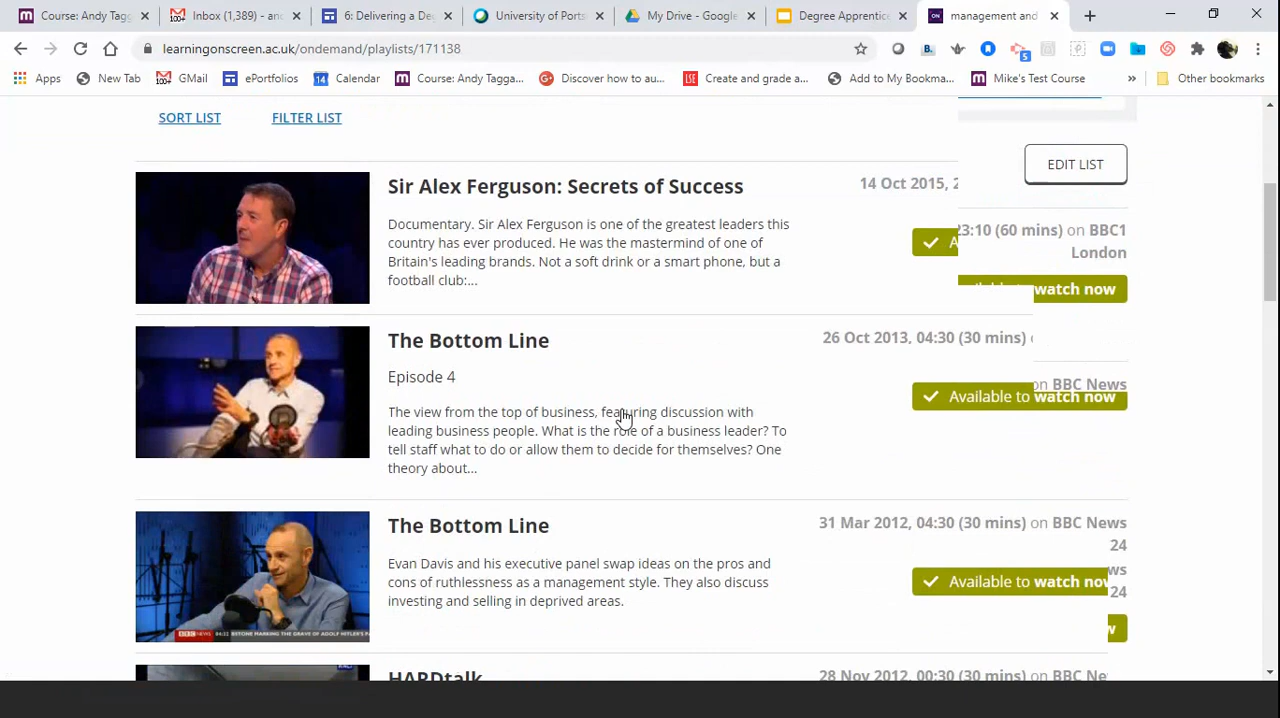 Course: Andy Tagg
Inbox (1,389) - and
6: Delivering a Deg
University of Ports
My Drive - Google
Degree Apprentice
management and
learningonscreen.ac.uk/ondemand/playlists/171138
Apps
New Tab
GMail
ePortfolios
Calendar
Course: Andy Tagga...
Discover how to au...
Create and grade a...
Add to My Bookma...
Mike's Test Course
Other bookmarks
SORT LIST
FILTER LIST
EDIT LIST
Sir Alex Ferguson: Secrets of Success
14 Oct 2015, 2
23:10 (60 mins) on BBC1
London
Documentary. Sir Alex Ferguson is one of the greatest leaders this
country has ever produced. He was the mastermind of one of
Britain's leading brands. Not a soft drink or a smart phone, but a
football club:...
A
watch now
The Bottom Line
26 Oct 2013, 04:30 (30 mins)
on BBC News
Episode 4
Available to watch now
The view from the top of business, featuring discussion with
leading business people. What is the role of a business leader? To
tell staff what to do or allow them to decide for themselves? One
theory about...
The Bottom Line
31 Mar 2012, 04:30 (30 mins) on BBC News
24
Evan Davis and his executive panel swap ideas on the pros and
cons of ruthlessness as a management style. They also discuss
investing and selling in deprived areas.
Available to watch now
ws
24
w
HARDtalk
28 Nov 2012, 00:30 (30 mins) on BBC Ne